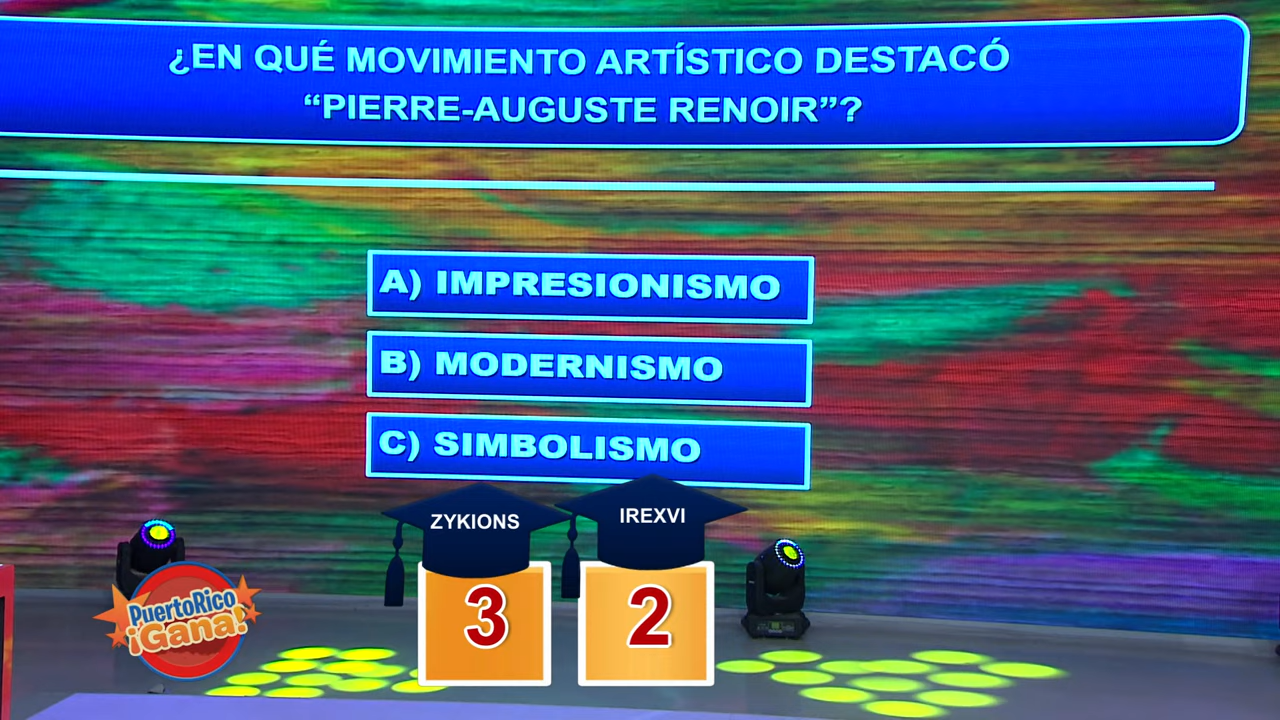 ¿EN QUÉ MOVIMIENTO ARTÍSTICO DESTACÓ
“PIERRE-AUGUSTE RENOIR”?
A) IMPRESIONISMO
B) MODERNISMO
C) SIMBOLISMO
ZYKIONS
IREXVI
3
2
PuertoRico
¡Gana!